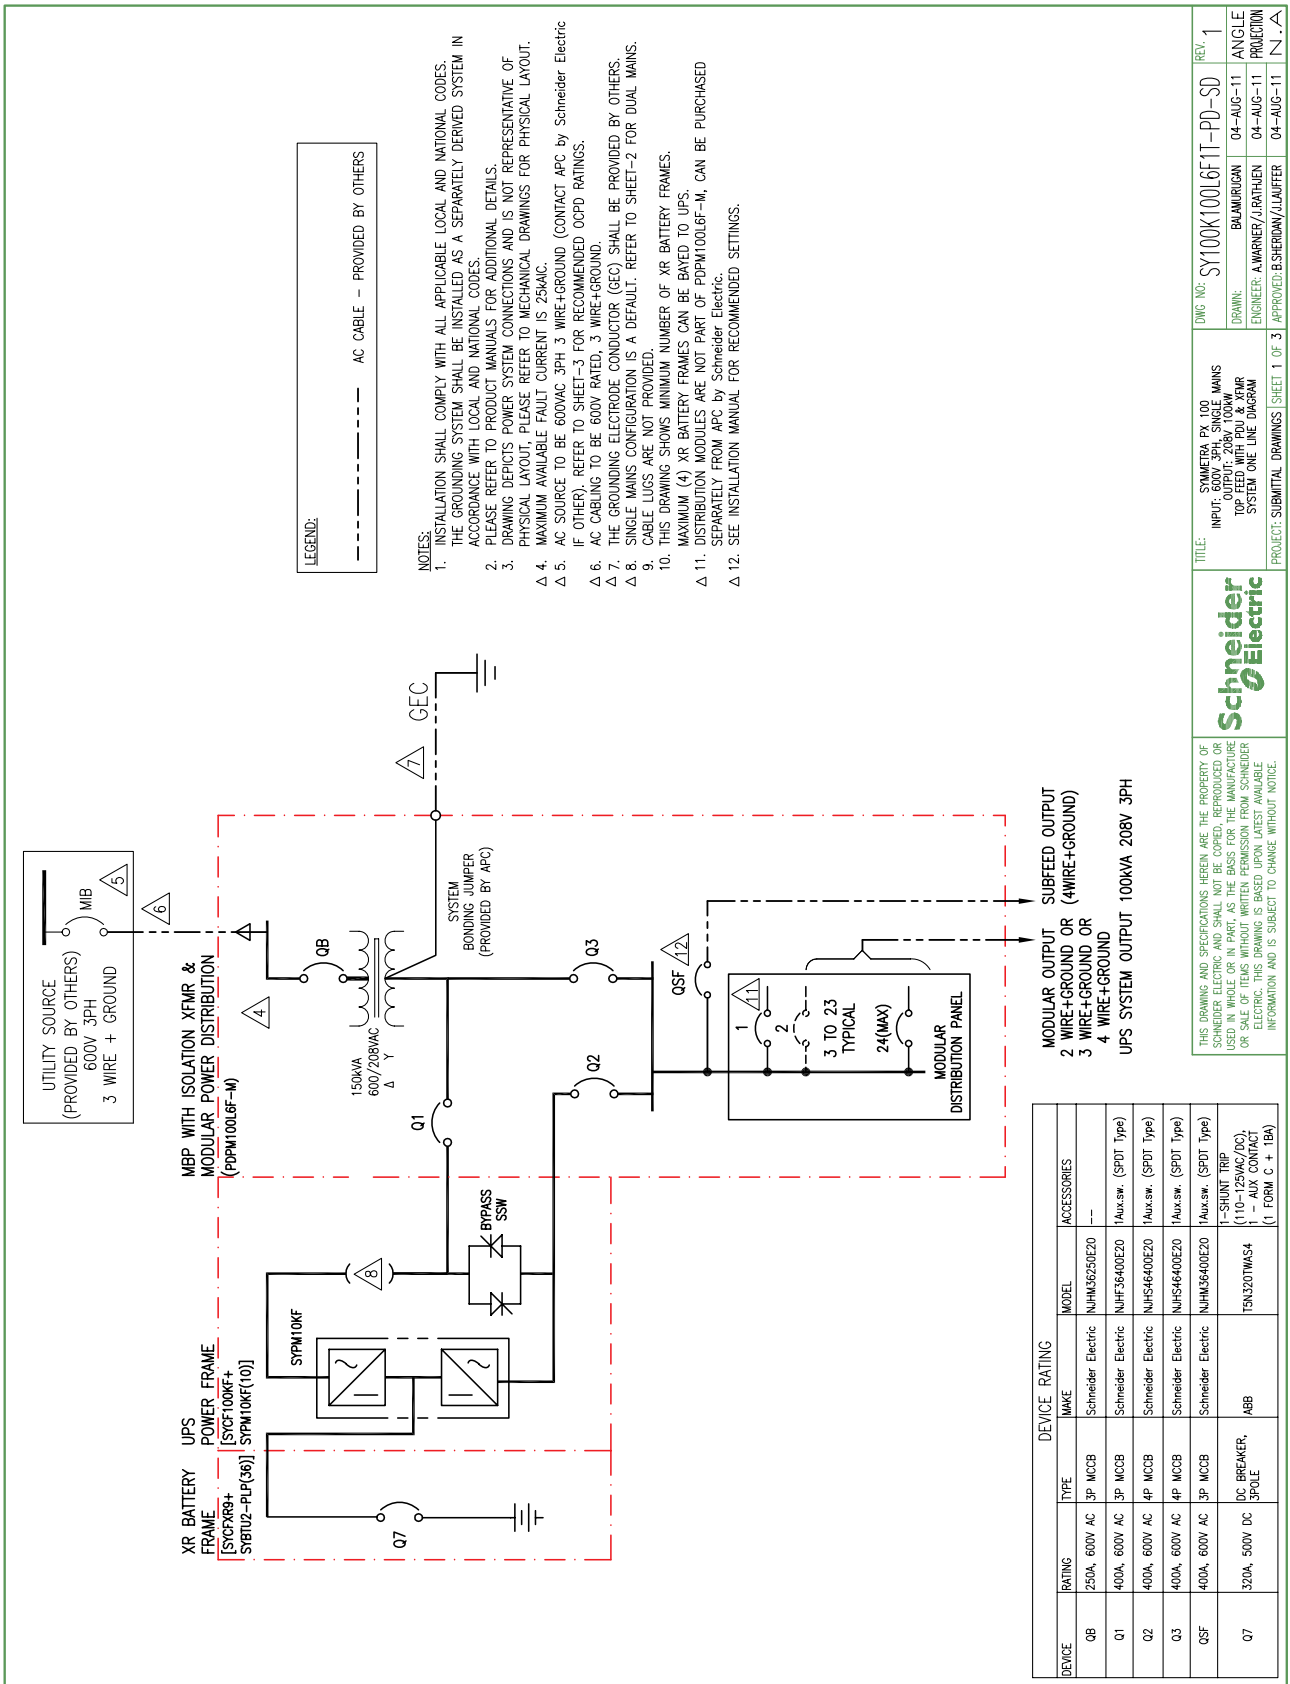 LEGEND:
AC CABLE - PROVIDED BY OTHERS
NOTES:
1. INSTALLATION SHALL COMPLY WITH ALL APPLICABLE LOCAL AND NATIONAL CODES.
THE GROUNDING SYSTEM SHALL BE INSTALLED AS A SEPARATELY DERIVED SYSTEM IN
ACCORDANCE WITH LOCAL AND NATIONAL CODES.
2. PLEASE REFER TO PRODUCT MANUALS FOR ADDITIONAL DETAILS.
3. DRAWING DEPICTS POWER SYSTEM CONNECTIONS AND IS NOT REPRESENTATIVE OF
PHYSICAL LAYOUT, PLEASE REFER TO MECHANICAL DRAWINGS FOR PHYSICAL LAYOUT.
△ 4. MAXIMUM AVAILABLE FAULT CURRENT IS 25kAIC.
△ 5. AC SOURCE TO BE 600VAC 3PH 3 WIRE+GROUND (CONTACT APC by Schneider Electric
IF OTHER). REFER TO SHEET-3 FOR RECOMMENDED OCPD RATINGS.
△ 6. AC CABLING TO BE 600V RATED, 3 WIRE+GROUND.
△ 7. THE GROUNDING ELECTRODE CONDUCTOR (GEC) SHALL BE PROVIDED BY OTHERS.
△ 8. SINGLE MAINS CONFIGURATION IS A DEFAULT. REFER TO SHEET-2 FOR DUAL MAINS.
9. CABLE LUGS ARE NOT PROVIDED.
10. THIS DRAWING SHOWS MINIMUM NUMBER OF XR BATTERY FRAMES.
MAXIMUM (4) XR BATTERY FRAMES CAN BE BAYED TO UPS.
△ 11. DISTRIBUTION MODULES ARE NOT PART OF PDPM100L6F-M, CAN BE PURCHASED
SEPARATELY FROM APC by Schneider Electric.
△ 12. SEE INSTALLATION MANUAL FOR RECOMMENDED SETTINGS.
UTILITY SOURCE
(PROVIDED BY OTHERS)
600V 3PH
3 WIRE + GROUND
MIB
5
6
MBP WITH ISOLATION XFMR &
MODULAR POWER DISTRIBUTION
(PDPM100L6F-M)
4
QB
150kVA
600/208VAC
Δ Y
7
GEC
SYSTEM
BONDING JUMPER
(PROVIDED BY APC)
Q1
Q3
Q2
QSF
12
11
1
2
3 TO 23
TYPICAL
24(MAX)
MODULAR
DISTRIBUTION PANEL
XR BATTERY
FRAME
[SYCFXR9+
SYBTU2-PLP(36)]
UPS
POWER FRAME
[SYCF100KF+
SYPM10KF(10)]
SYPM10KF
8
BYPASS
SSW
Q7
MODULAR OUTPUT
2 WIRE+GROUND OR
3 WIRE+GROUND OR
4 WIRE+GROUND
SUBFEED OUTPUT
(4WIRE+GROUND)
UPS SYSTEM OUTPUT 100kVA 208V 3PH
DEVICE RATING
DEVICE RATING TYPE MAKE MODEL ACCESSORIES
QB 250A, 600V AC 3P MCCB Schneider Electric NJHM36250E20 --
Q1 400A, 600V AC 3P MCCB Schneider Electric NJHF36400E20 1Aux.sw. (SPDT Type)
Q2 400A, 600V AC 4P MCCB Schneider Electric NJHS46400E20 1Aux.sw. (SPDT Type)
Q3 400A, 600V AC 4P MCCB Schneider Electric NJHS46400E20 1Aux.sw. (SPDT Type)
QSF 400A, 600V AC 3P MCCB Schneider Electric NJHM36400E20 1Aux.sw. (SPDT Type)
Q7 320A, 500V DC DC BREAKER, 3POLE ABB T5N320TWAS4 1-SHUNT TRIP
(110-125VAC/DC),
1 - AUX CONTACT
(1 FORM C + 1BA)
THIS DRAWING AND SPECIFICATIONS HEREIN ARE THE PROPERTY OF
SCHNEIDER ELECTRIC AND SHALL NOT BE COPIED, REPRODUCED OR
USED IN WHOLE OR IN PART, AS THE BASIS FOR THE MANUFACTURE
OR SALE OF ITEMS WITHOUT WRITTEN PERMISSION FROM SCHNEIDER
ELECTRIC. THIS DRAWING IS BASED UPON LATEST AVAILABLE
INFORMATION AND IS SUBJECT TO CHANGE WITHOUT NOTICE.
Schneider
Electric
TITLE: SYMMETRA PX 100
INPUT: 600V 3PH, SINGLE MAINS
OUTPUT: 208V 100kW
TOP FEED WITH PDU & XFMR
SYSTEM ONE LINE DIAGRAM
PROJECT: SUBMITTAL DRAWINGS SHEET 1 OF 3
DWG NO: SY100K100L6F1T-PD-SD REV. 1
DRAWN: BALAMURUGAN 04-AUG-11
ENGINEER: A.WARNER/J.RATHJEN 04-AUG-11
APPROVED: B.SHERIDAN/J.LAUFFER 04-AUG-11
ANGLE
PROJECTION
N.A